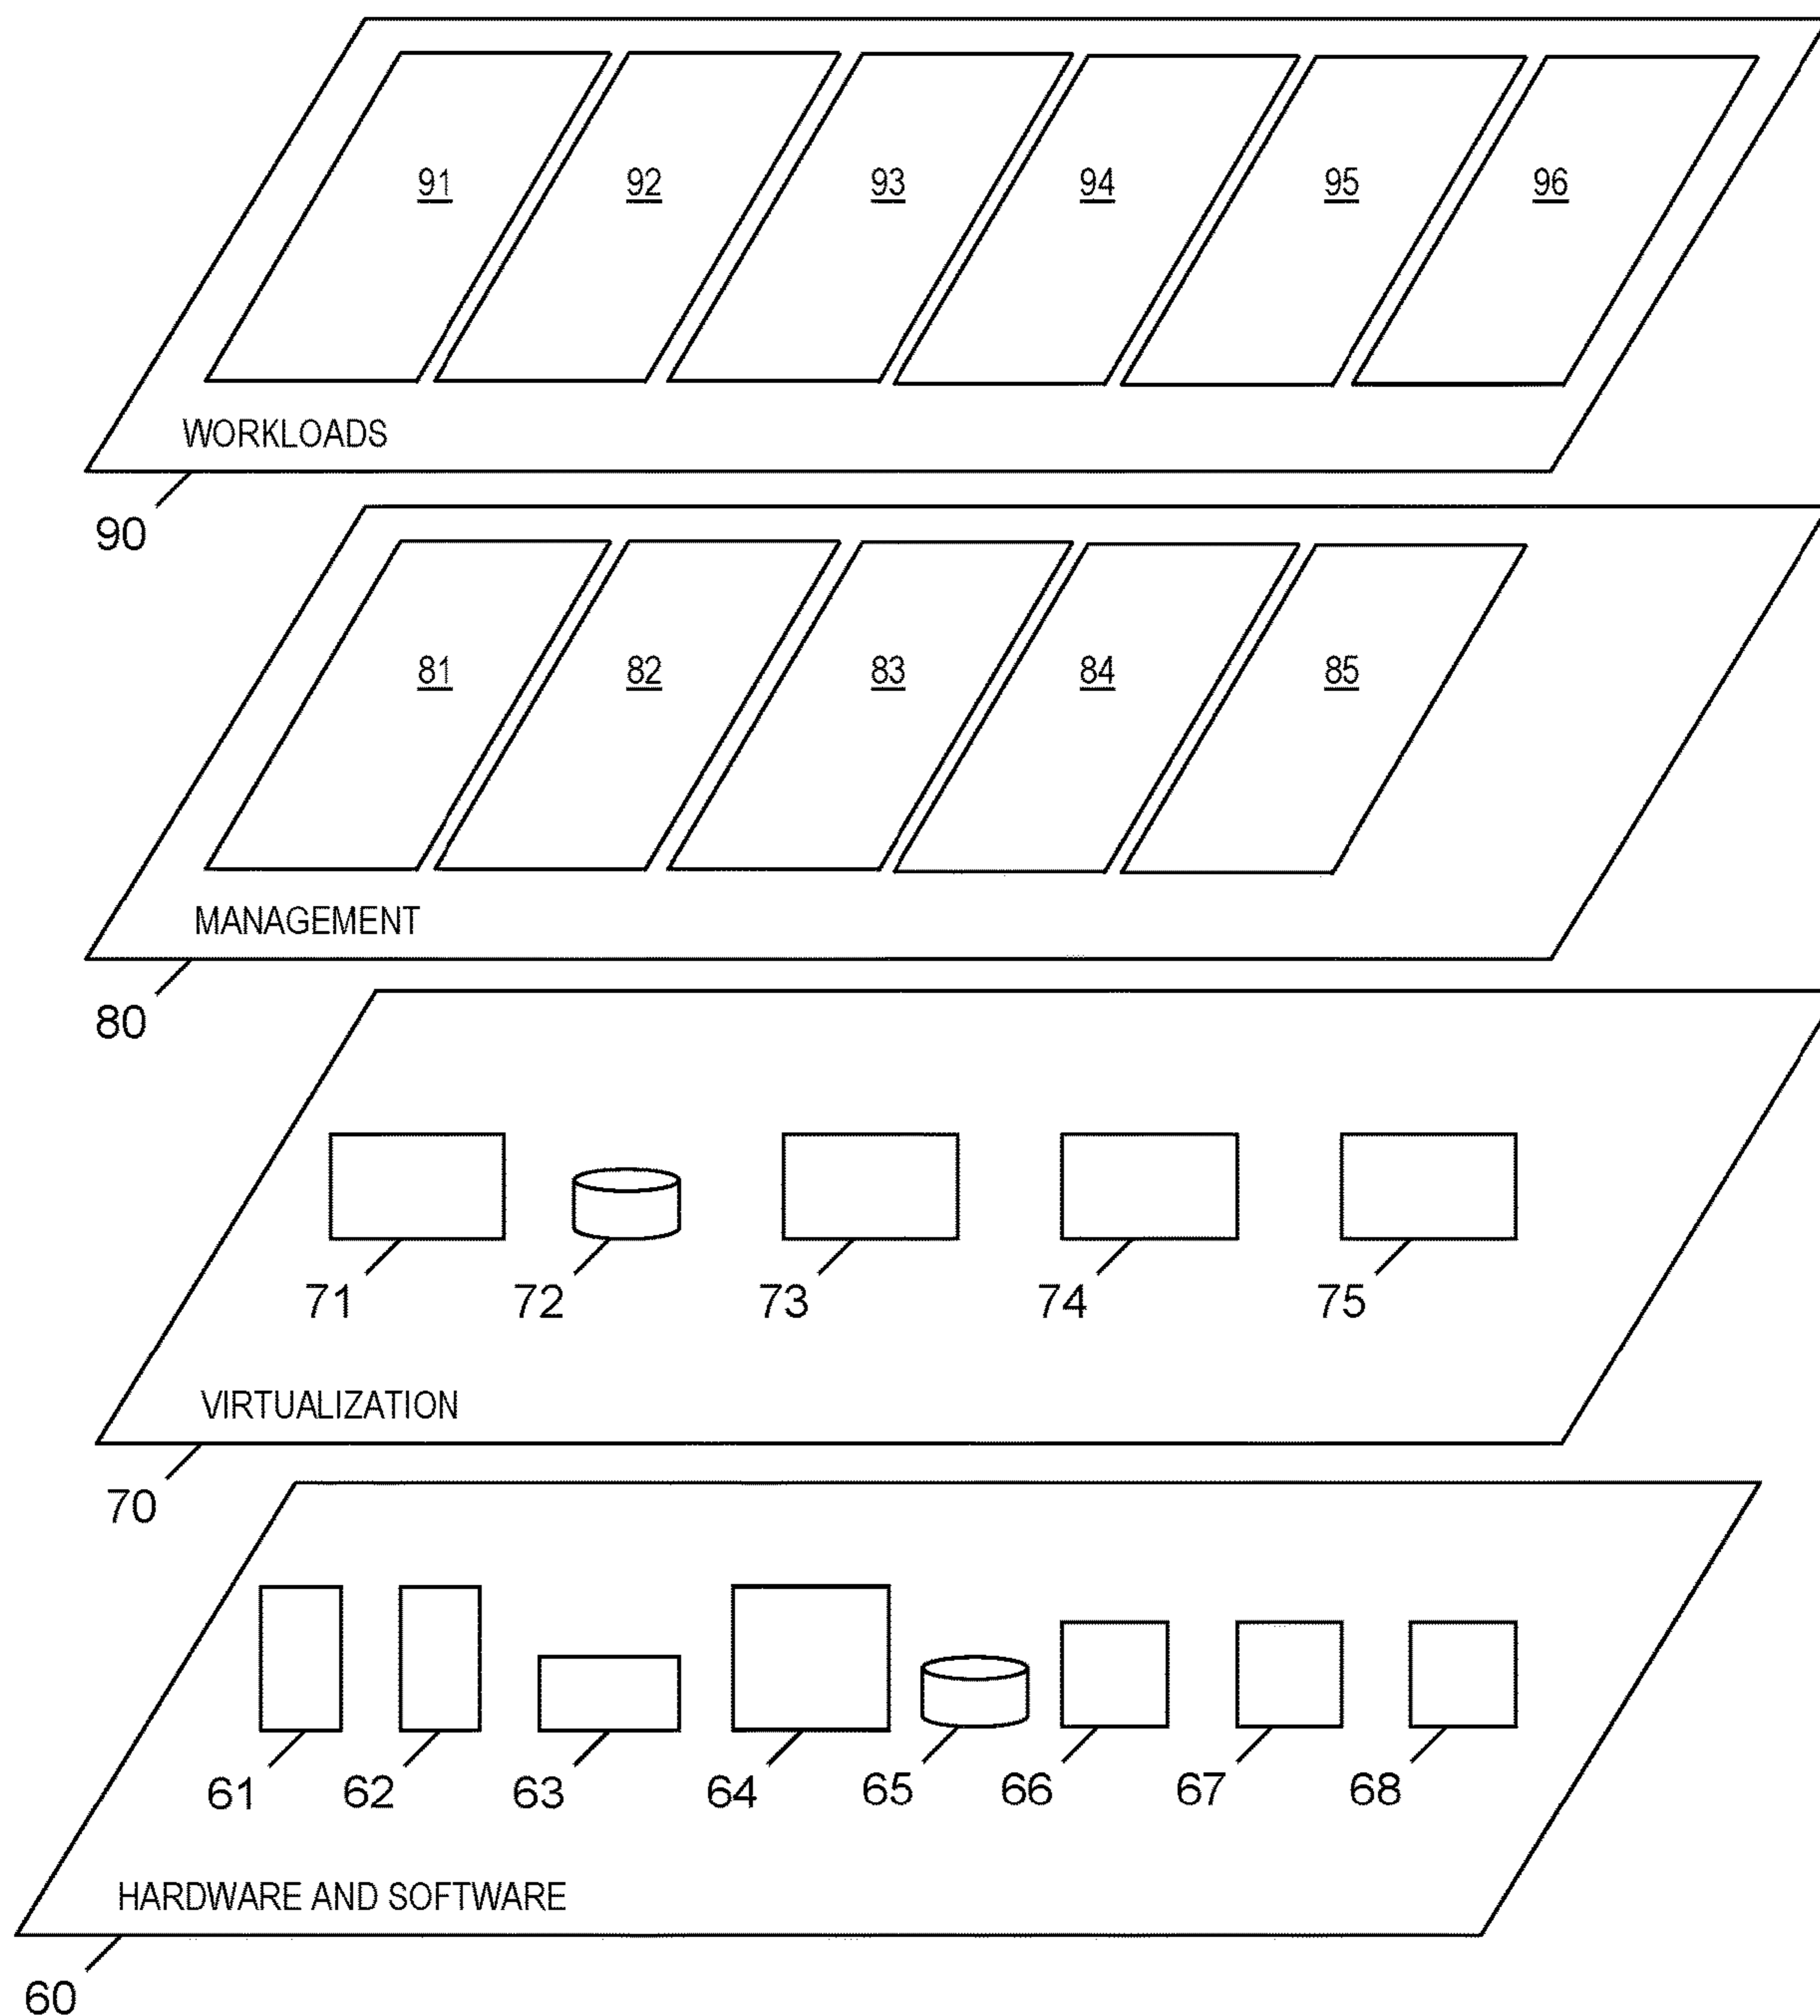 91 92 93 94 95 96
WORKLOADS
90
81 82 83 84 85
MANAGEMENT
80
71 72 73 74 75
VIRTUALIZATION
70
61 62 63 64 65 66 67 68
HARDWARE AND SOFTWARE
60